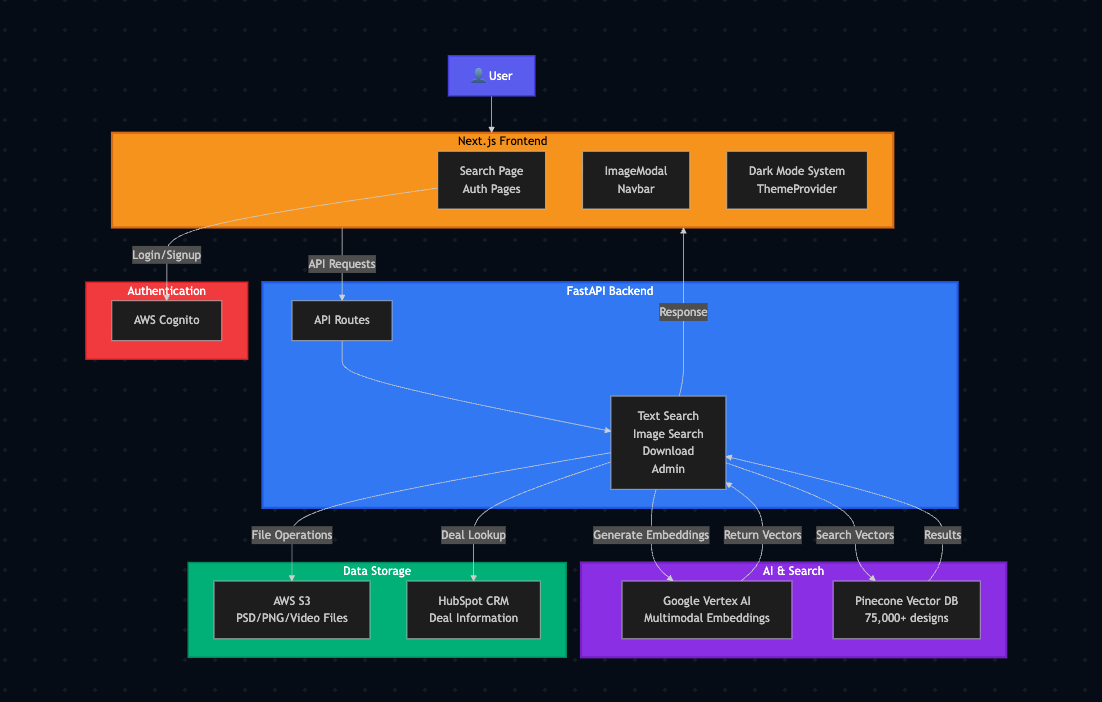 👤 User
Next.js Frontend
Search Page
Auth Pages
ImageModal
Navbar
Dark Mode System
ThemeProvider
Login/Signup
API Requests
Authentication
AWS Cognito
FastAPI Backend
API Routes
Response
Text Search
Image Search
Download
Admin
File Operations
Deal Lookup
Generate Embeddings
Return Vectors
Search Vectors
Results
Data Storage
AWS S3
PSD/PNG/Video Files
HubSpot CRM
Deal Information
AI & Search
Google Vertex AI
Multimodal Embeddings
Pinecone Vector DB
75,000+ designs